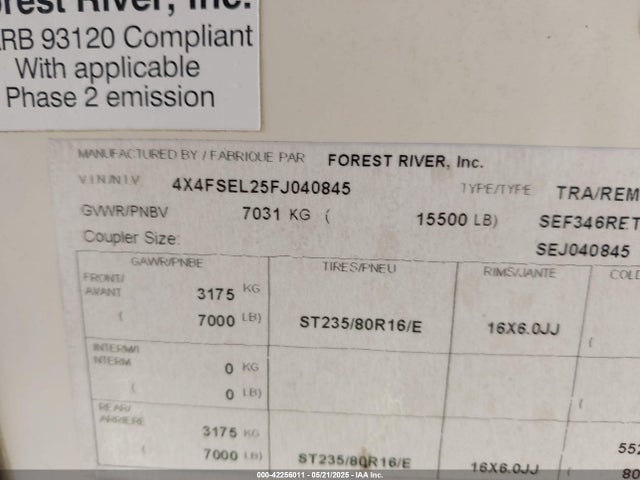 Forest River, Inc.
RB 93120 Compliant
With applicable
Phase 2 emission
MANUFACTURED BY / FABRIQUE PAR FOREST RIVER, Inc.
V I N / N I V 4X4FSEL25FJ040845 TYPE/TYPE TRA/REM
GVWR/PNBV 7031 KG ( 15500 LB) SEF346RET
Coupler Size: SEJ040845
GAWR/PNBE TIRES/PNEU RIMS/JANTE COLD
FRONT/
AVANT 3175 KG
( 7000 LB) ST235/80R16/E 16X6.0JJ (
INTERM/I
INTERM 0 KG
( 0 LB) (
REAR/
ARRIERE 3175 KG 552
( 7000 LB) ST235/80R16/E 16X6.0JJ 80
000-42256011 - 05/21/2025 - IAA Inc.